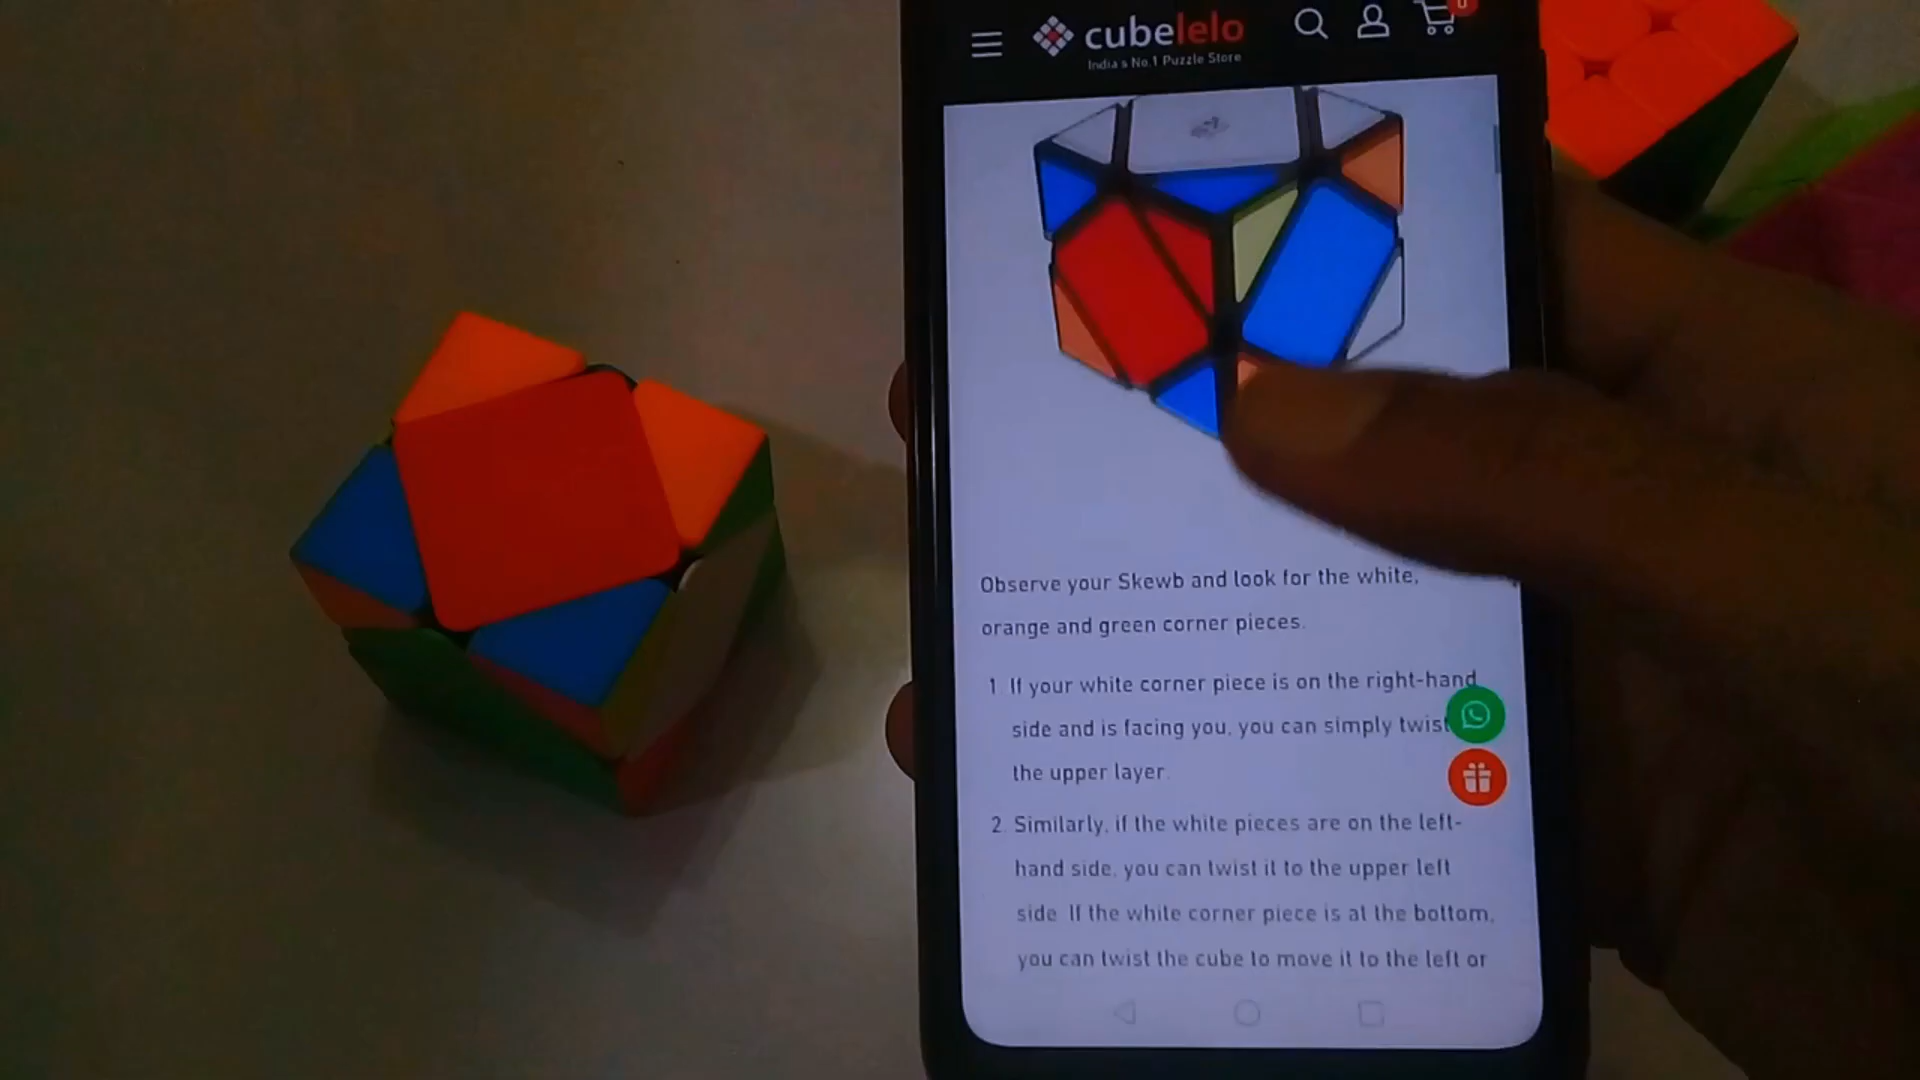 cubelelo
India's No.1 Puzzle Store
0
Observe your Skewb and look for the white,
orange and green corner pieces.
1. If your white corner piece is on the right-hand
side and is facing you, you can simply twist
the upper layer.
2. Similarly, if the white pieces are on the left-
hand side, you can twist it to the upper left
side. If the white corner piece is at the bottom,
you can twist the cube to move it to the left or